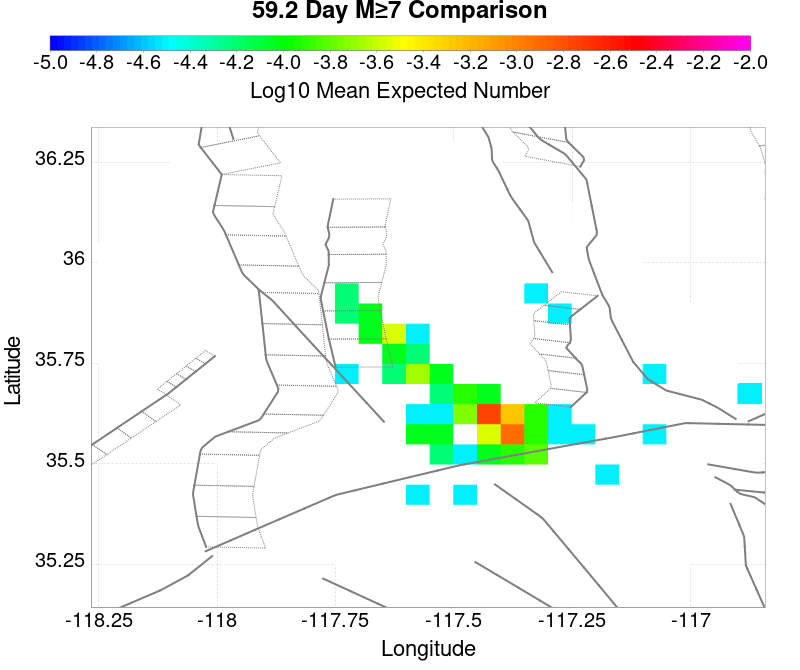 59.2 Day M≥7 Comparison
-5.0 -4.8 -4.6 -4.4 -4.2 -4.0 -3.8 -3.6 -3.4 -3.2 -3.0 -2.8 -2.6 -2.4 -2.2 -2.0
Log10 Mean Expected Number
36.25
36
35.75
35.5
35.25
Latitude
-118.25 -118 -117.75 -117.5 -117.25 -117
Longitude